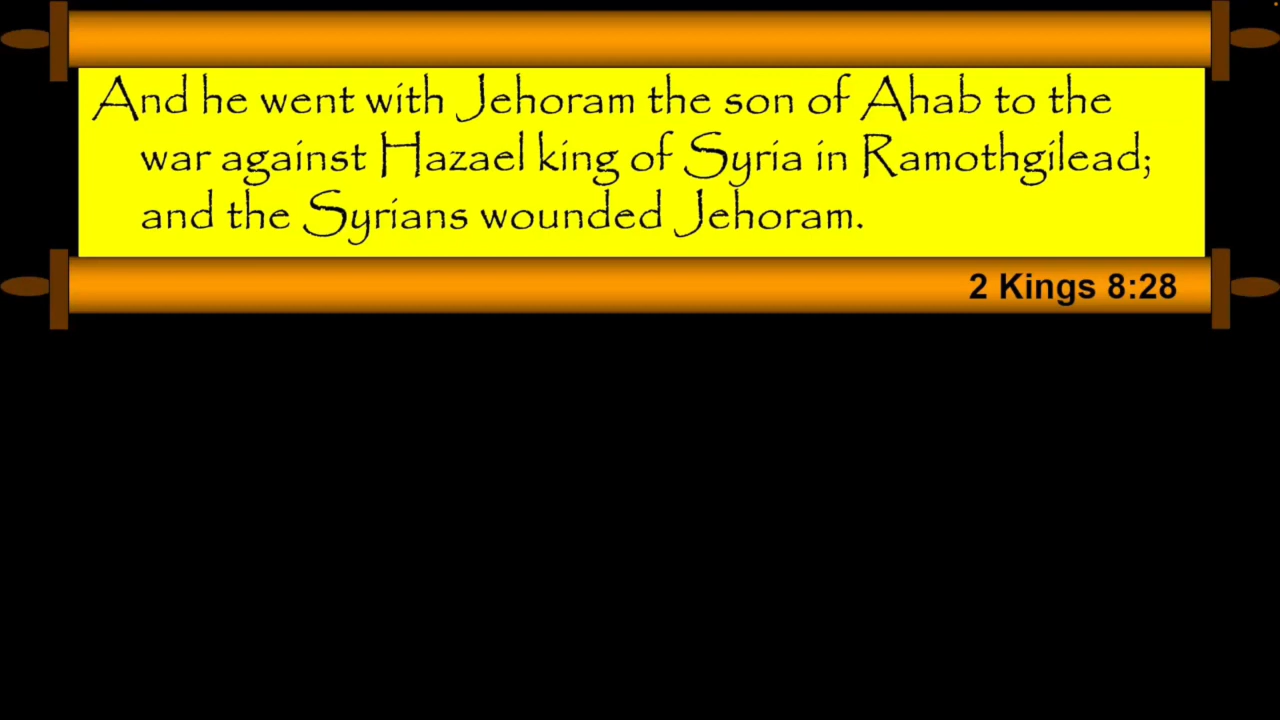 And he went with Jehoram the son of Ahab to the
war against Hazael king of Syria in Ramothgilead;
and the Syrians wounded Jehoram.
2 Kings 8:28